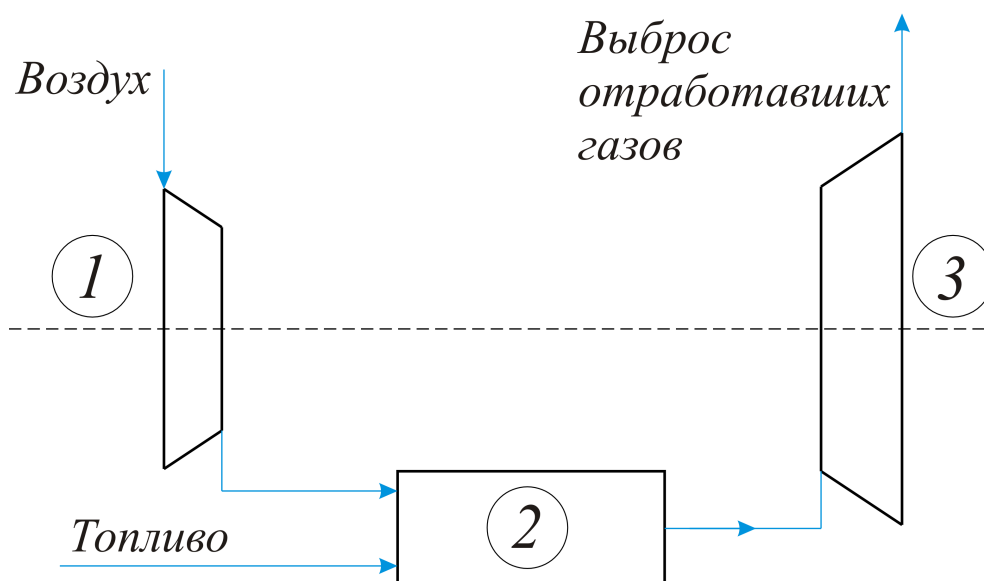 Выброс
отработавших
газов
Воздух
1
3
2
Топливо